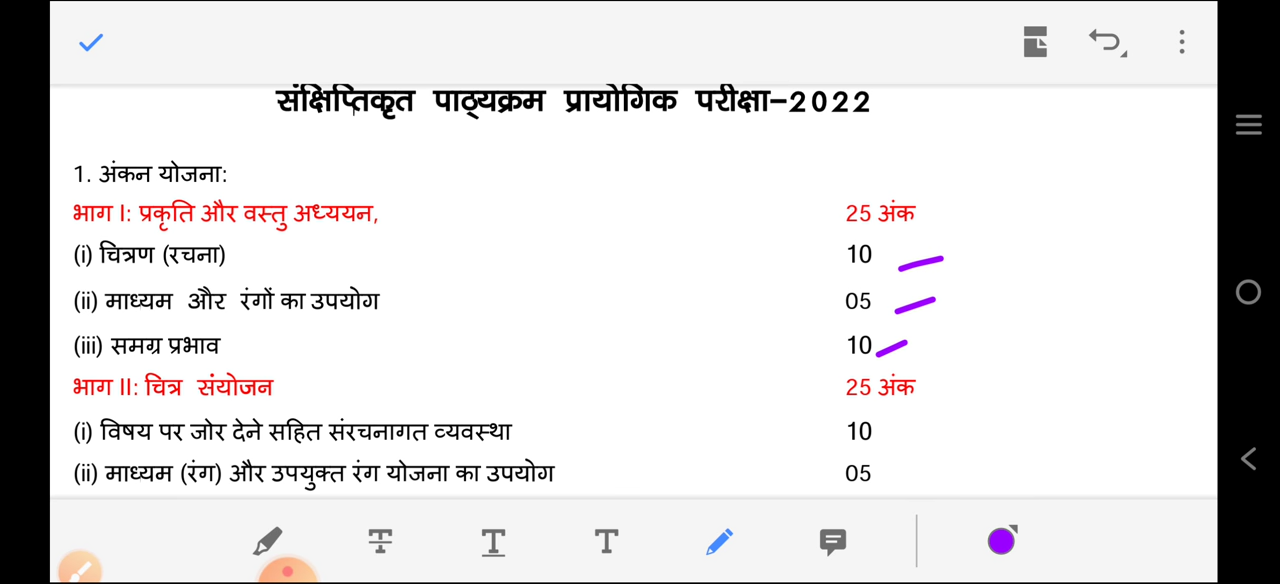 संक्षिप्तिकृत पाठ्यक्रम प्रायोगिक परीक्षा-2022
1. अंकन योजना:
भाग I: प्रकृति और वस्तु अध्ययन, 25 अंक
(i) चित्रण (रचना) 10
(ii) माध्यम और रंगों का उपयोग 05
(iii) समग्र प्रभाव 10
भाग II: चित्र संयोजन 25 अंक
(i) विषय पर जोर देने सहित संरचनागत व्यवस्था 10
(ii) माध्यम (रंग) और उपयुक्त रंग योजना का उपयोग 05
T T T